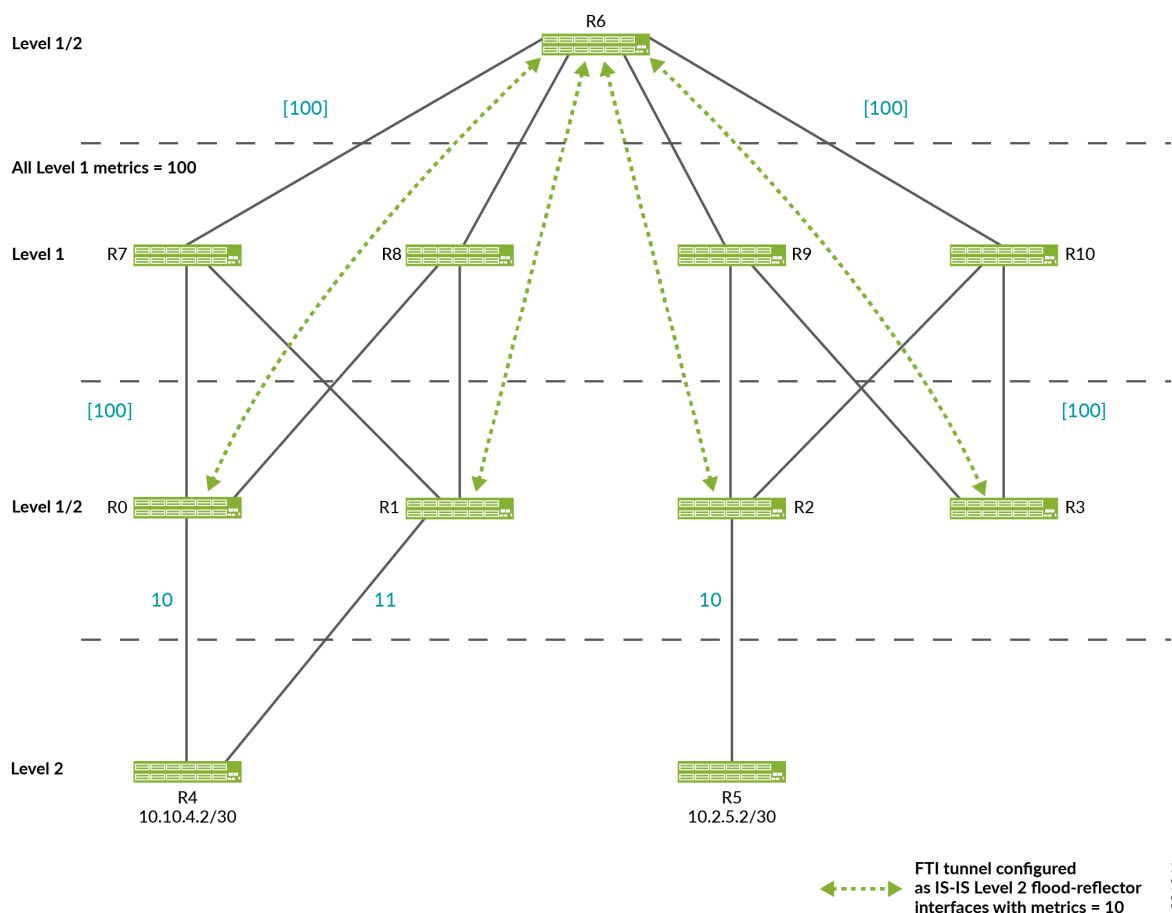 R6
Level 1/2
[100]
[100]
All Level 1 metrics = 100
Level 1
R7
R8
R9
R10
[100]
[100]
Level 1/2
R0
R1
R2
R3
10
11
10
Level 2
R4
10.10.4.2/30
R5
10.2.5.2/30
FTI tunnel configured
as IS-IS Level 2 flood-reflector
interfaces with metrics = 10